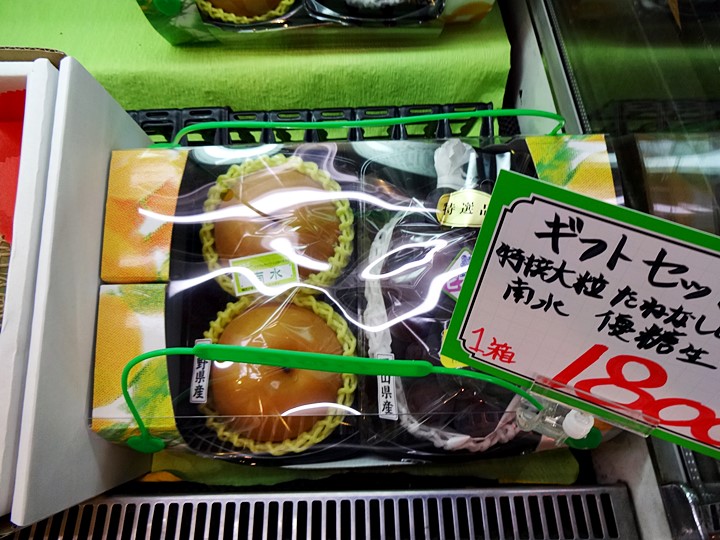 特選品
南水
野県産
山県産
ギフトセッ
特撰大粒 たねなし
南水 優糖生
1箱
1800